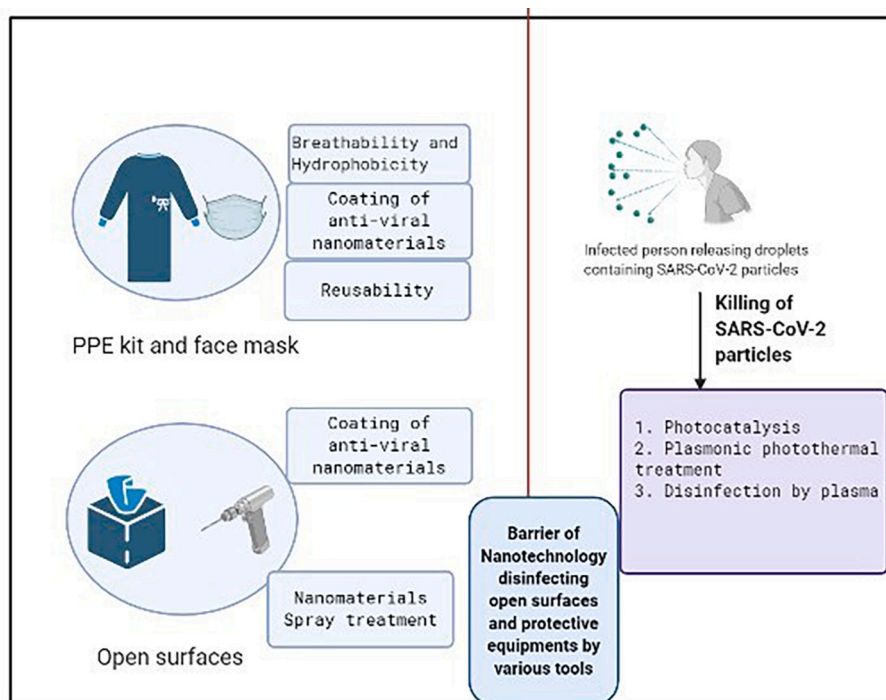 Breathability and
Hydrophobicity
Coating of
anti-viral
nanomaterials
Reusability
PPE kit and face mask
Coating of
anti-viral
nanomaterials
Nanomaterials
Spray treatment
Open surfaces
Barrier of
Nanotechnology
disinfecting
open surfaces
and protective
equipments by
various tools
Infected person releasing droplets
containing SARS-CoV-2 particles
Killing of
SARS-CoV-2
particles
1. Photocatalysis
2. Plasmonic photothermal
treatment
3. Disinfection by plasma